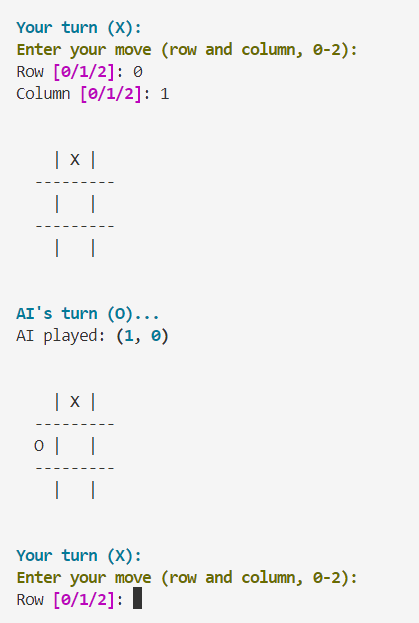 Your turn (X):
Enter your move (row and column, 0-2):
Row [0/1/2]: 0
Column [0/1/2]: 1
  | X |
---------
  |   |
---------
  |   |
AI's turn (O)...
AI played: (1, 0)
  | X |
---------
O |   |
---------
  |   |
Your turn (X):
Enter your move (row and column, 0-2):
Row [0/1/2]: